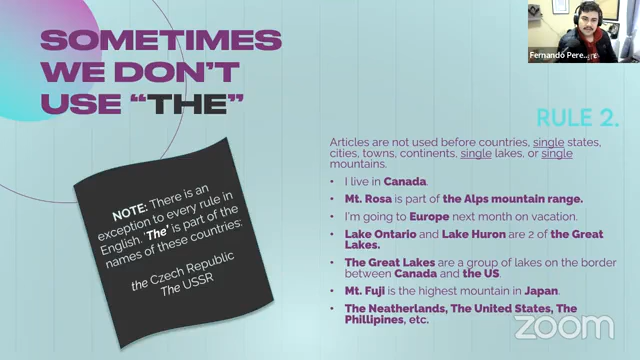 SOMETIMES
WE DON'T
USE "THE"
NOTE: There is an
exception to every rule in
English. 'The' is part of the
names of these countries:
the Czech Republic
The USSR
Fernando Pere...
RULE 2.
Articles are not used before countries, single states,
cities, towns, continents, single lakes, or single
mountains.
• I live in Canada.
• Mt. Rosa is part of the Alps mountain range.
• I'm going to Europe next month on vacation.
• Lake Ontario and Lake Huron are 2 of the Great
Lakes.
• The Great Lakes are a group of lakes on the border
between Canada and the US.
• Mt. Fuji is the highest mountain in Japan.
• The Neatherlands, The United States, The
Phillipines, etc.
zoom